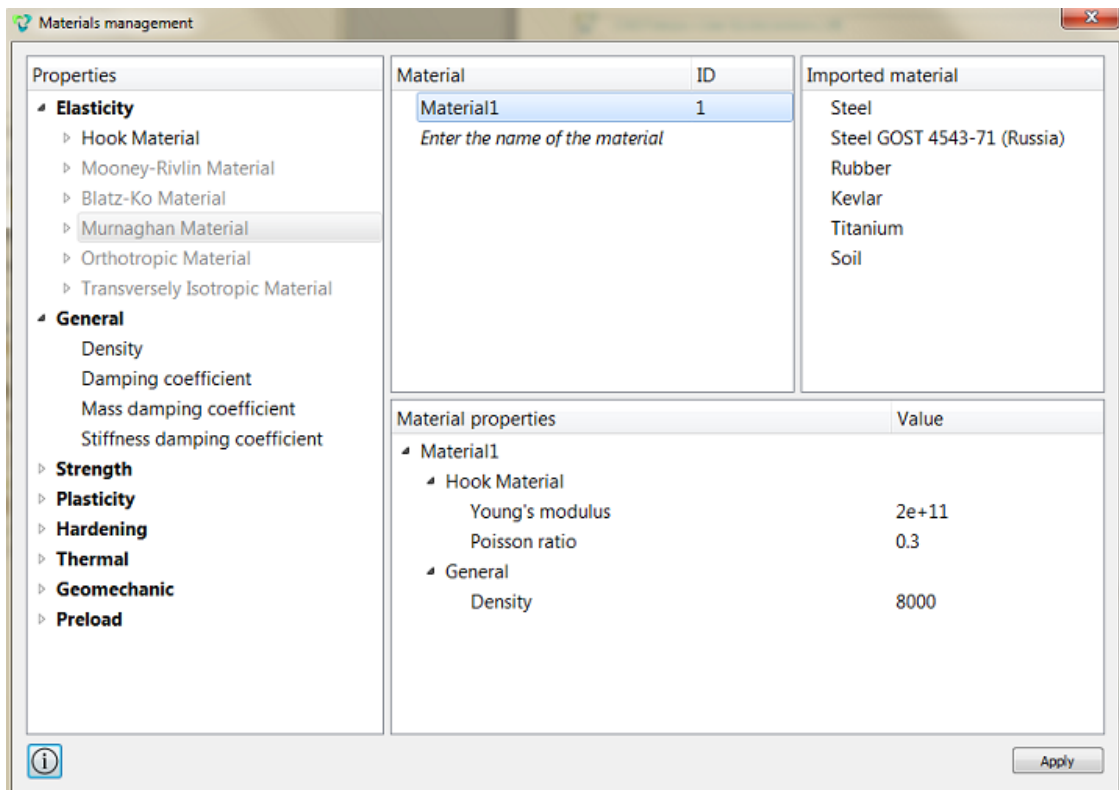 Materials management
Properties
Elasticity
Hook Material
Mooney-Rivlin Material
Blatz-Ko Material
Murnaghan Material
Orthotropic Material
Transversely Isotropic Material
General
Density
Damping coefficient
Mass damping coefficient
Stiffness damping coefficient
Strength
Plasticity
Hardening
Thermal
Geomechanic
Preload
Material ID
Material1 1
Enter the name of the material
Imported material
Steel
Steel GOST 4543-71 (Russia)
Rubber
Kevlar
Titanium
Soil
Material properties Value
Material1
Hook Material
Young's modulus 2e+11
Poisson ratio 0.3
General
Density 8000
Apply